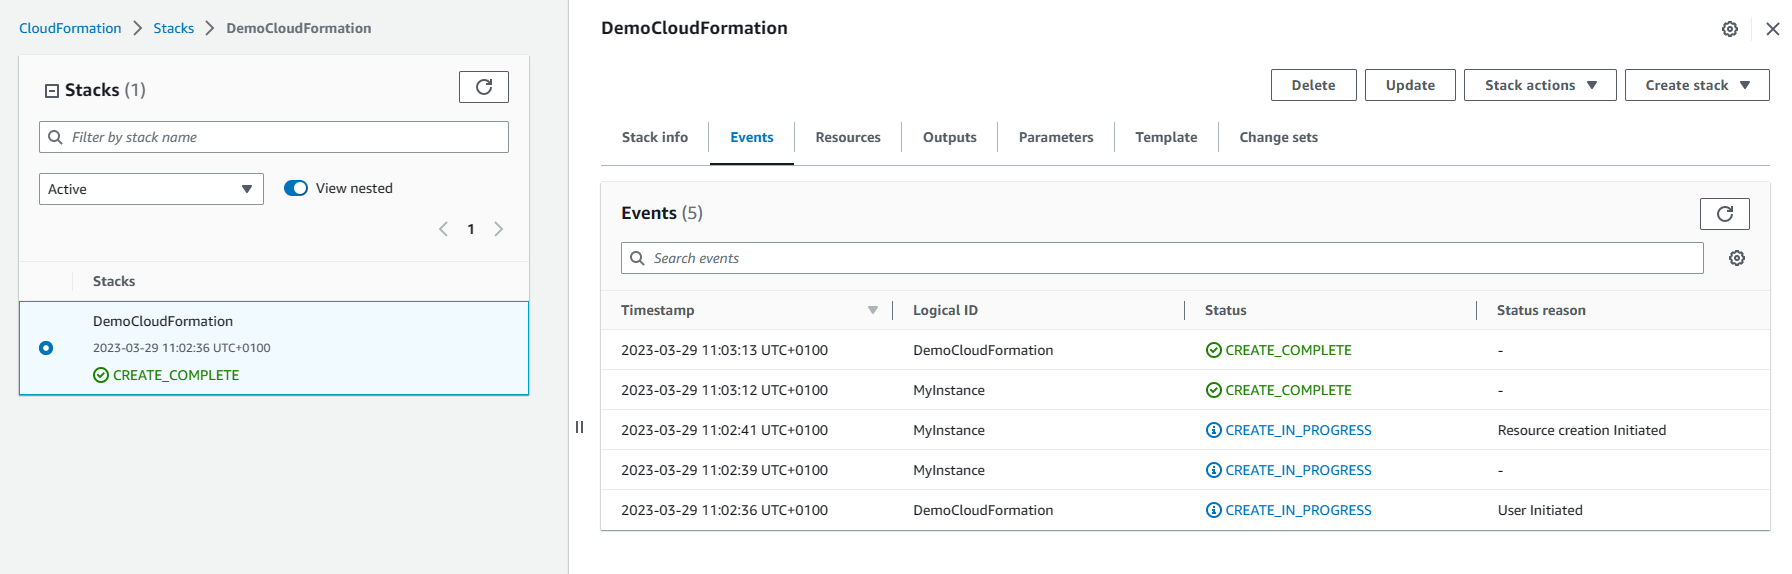 CloudFormation > Stacks > DemoCloudFormation
Stacks (1)
Filter by stack name
Active
View nested
1
Stacks
DemoCloudFormation
2023-03-29 11:02:36 UTC+0100
CREATE_COMPLETE
DemoCloudFormation
Delete Update Stack actions Create stack
Stack info Events Resources Outputs Parameters Template Change sets
Events (5)
Search events
Timestamp Logical ID Status Status reason
2023-03-29 11:03:13 UTC+0100 DemoCloudFormation CREATE_COMPLETE -
2023-03-29 11:03:12 UTC+0100 MyInstance CREATE_COMPLETE -
2023-03-29 11:02:41 UTC+0100 MyInstance CREATE_IN_PROGRESS Resource creation Initiated
2023-03-29 11:02:39 UTC+0100 MyInstance CREATE_IN_PROGRESS -
2023-03-29 11:02:36 UTC+0100 DemoCloudFormation CREATE_IN_PROGRESS User Initiated